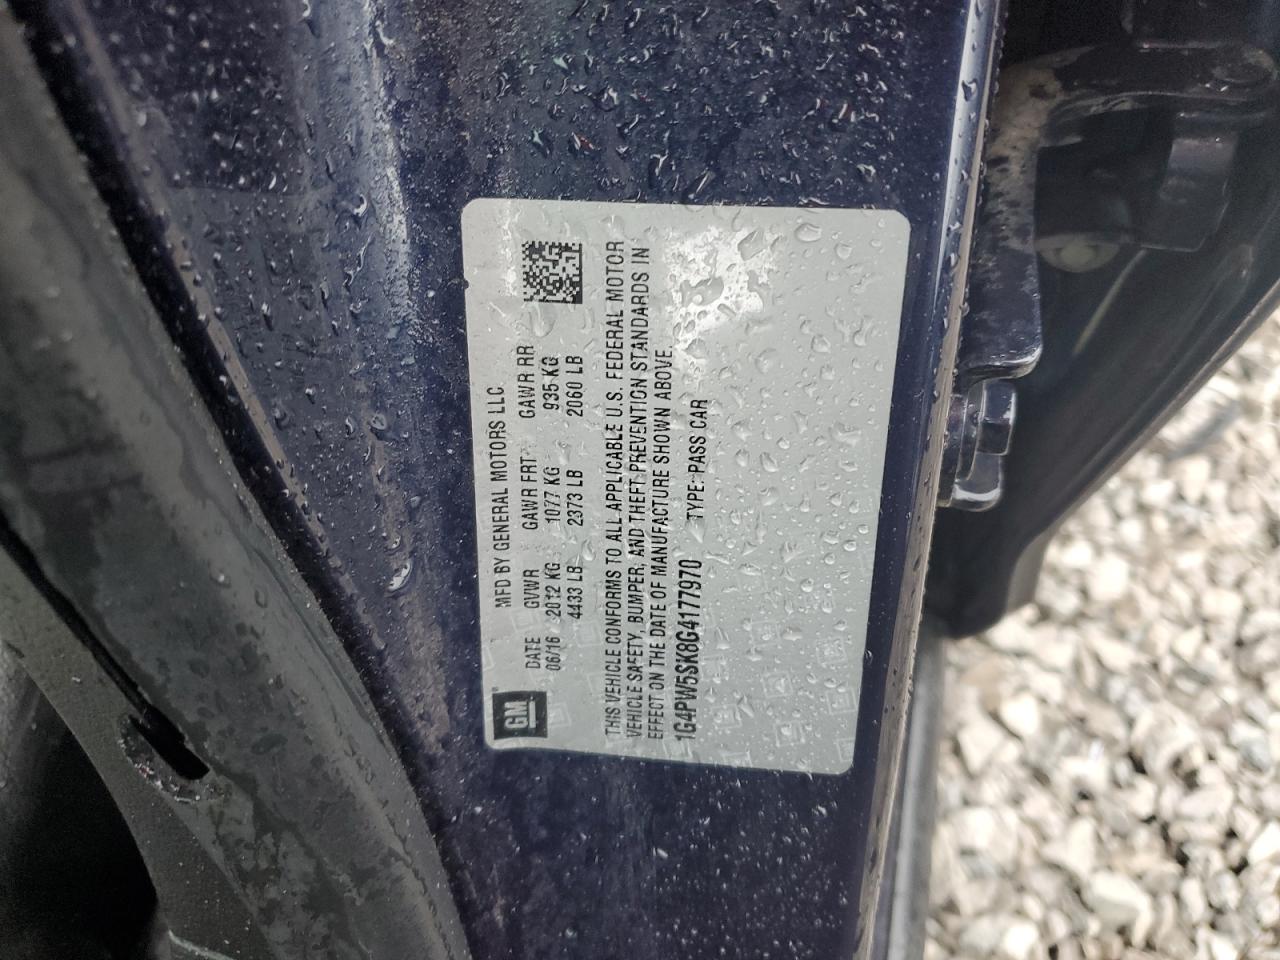 GM
MFD BY GENERAL MOTORS LLC
DATE GVWR GAWR FRT GAWR RR
06/16 2012 KG 1077 KG 935 KG
4433 LB 2373 LB 2060 LB
THIS VEHICLE CONFORMS TO ALL APPLICABLE U.S. FEDERAL MOTOR
VEHICLE SAFETY, BUMPER, AND THEFT PREVENTION STANDARDS IN
EFFECT ON THE DATE OF MANUFACTURE SHOWN ABOVE.
1G4PW5SK8G4177970 TYPE: PASS CAR